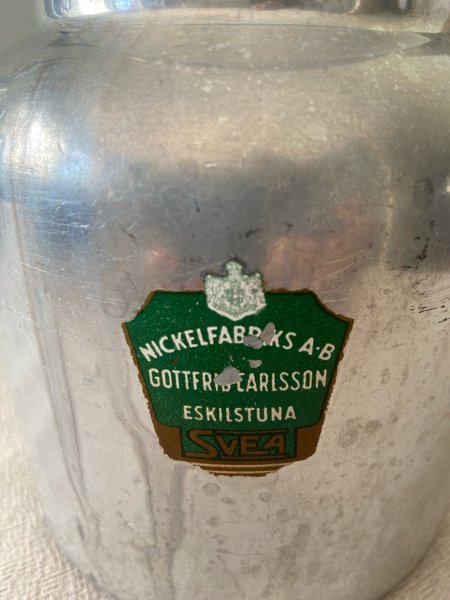 NICKELFABRIKS A-B
GOTTFRID CARLSSON
ESKILSTUNA
SVEA